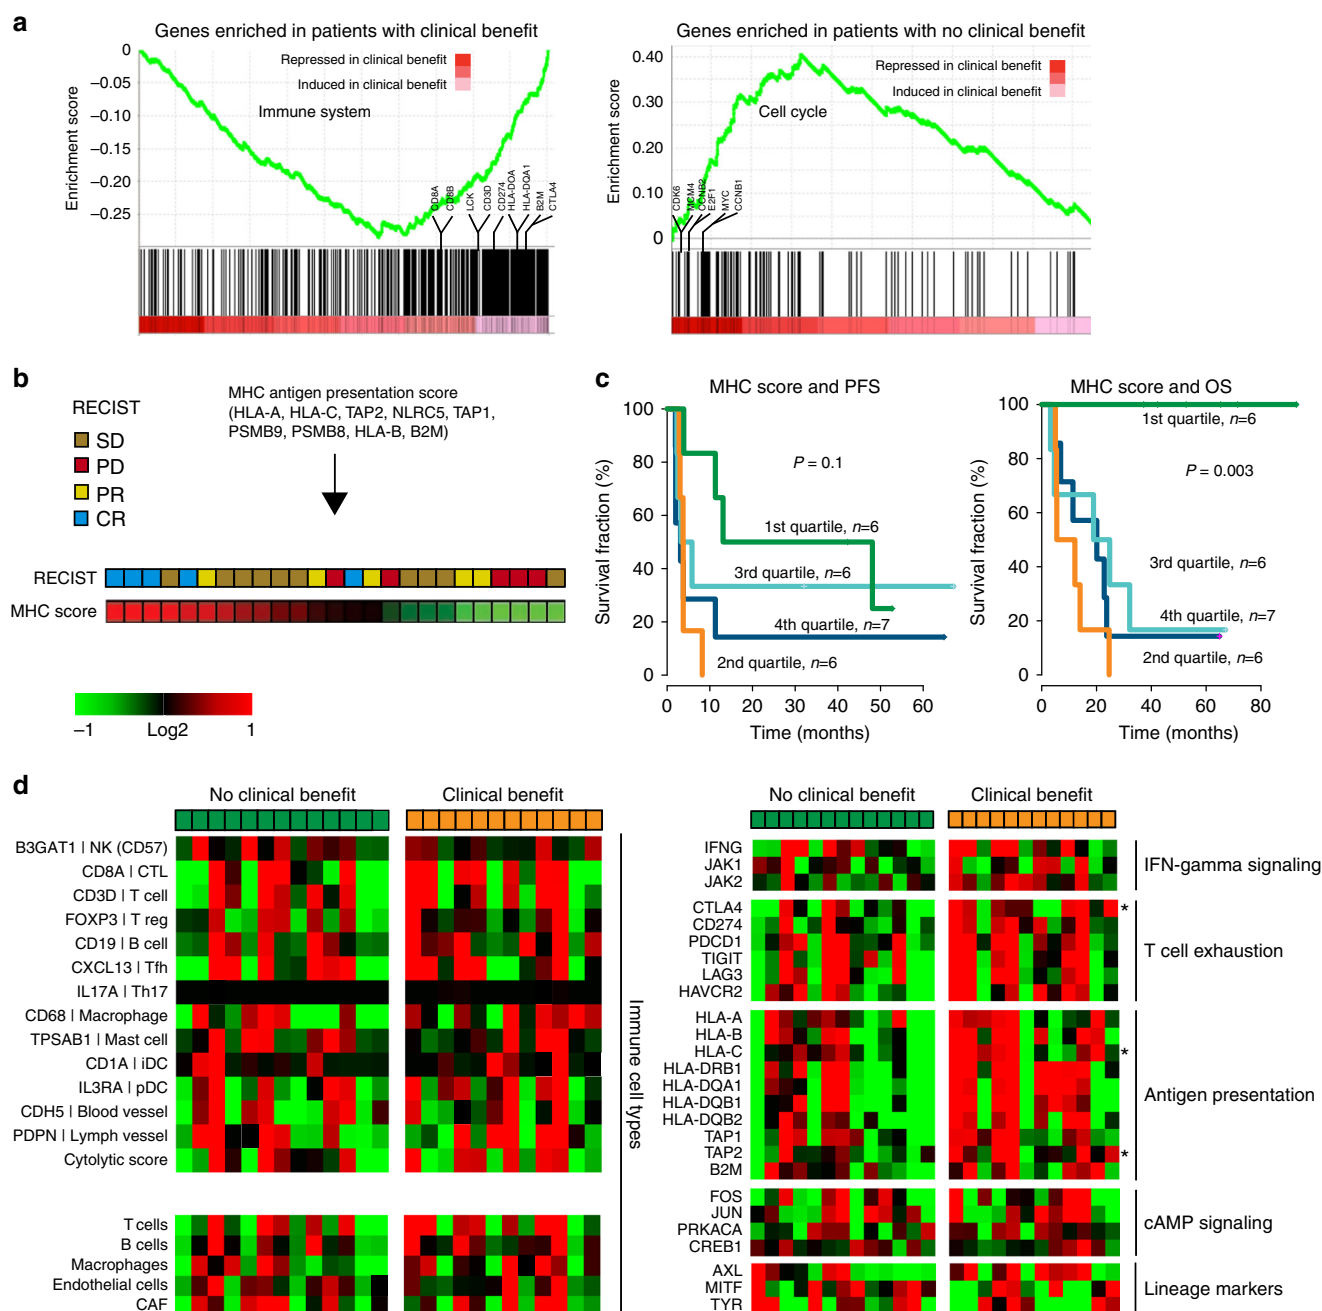 a
Genes enriched in patients with clinical benefit
Enrichment score
0
–0.05
–0.10
–0.15
–0.20
–0.25
Repressed in clinical benefit
Induced in clinical benefit
Immune system
CD8A
CD8B
LCK
CD3D
CD274
HLA-DOA
HLA-DQA1
B2M
CTLA4
Genes enriched in patients with no clinical benefit
Enrichment score
0.40
0.30
0.20
0.10
0
Repressed in clinical benefit
Induced in clinical benefit
Cell cycle
CDK6
MCM4
CCNB2
E2F1
MYC
CCNB1
b
RECIST
SD
PD
PR
CR
MHC antigen presentation score
(HLA-A, HLA-C, TAP2, NLRC5, TAP1,
PSMB9, PSMB8, HLA-B, B2M)
RECIST
MHC score
–1
Log2
1
c
MHC score and PFS
Survival fraction (%)
100
80
60
40
20
0
P = 0.1
1st quartile, n=6
3rd quartile, n=6
4th quartile, n=7
2nd quartile, n=6
0 10 20 30 40 50 60
Time (months)
MHC score and OS
Survival fraction (%)
100
80
60
40
20
0
1st quartile, n=6
P = 0.003
3rd quartile, n=6
4th quartile, n=7
2nd quartile, n=6
0 20 40 60 80
Time (months)
d
No clinical benefit
Clinical benefit
B3GAT1 | NK (CD57)
CD8A | CTL
CD3D | T cell
FOXP3 | T reg
CD19 | B cell
CXCL13 | Tfh
IL17A | Th17
CD68 | Macrophage
TPSAB1 | Mast cell
CD1A | iDC
IL3RA | pDC
CDH5 | Blood vessel
PDPN | Lymph vessel
Cytolytic score
T cells
B cells
Macrophages
Endothelial cells
CAF
Immune cell types
No clinical benefit
Clinical benefit
IFNG
JAK1
JAK2
IFN-gamma signaling
CTLA4
*
CD274
PDCD1
TIGIT
LAG3
HAVCR2
T cell exhaustion
HLA-A
HLA-B
HLA-C
*
HLA-DRB1
HLA-DQA1
HLA-DQB1
HLA-DQB2
TAP1
TAP2
*
B2M
Antigen presentation
FOS
JUN
PRKACA
CREB1
cAMP signaling
AXL
MITF
TYR
Lineage markers